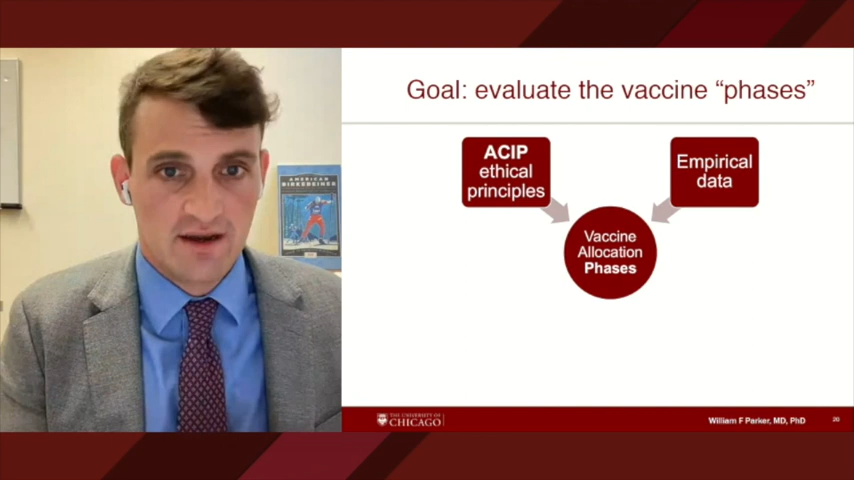 AMERICAN
BIRKEBEINER
Goal: evaluate the vaccine “phases”
ACIP
ethical
principles
Empirical
data
Vaccine
Allocation
Phases
THE UNIVERSITY OF
CHICAGO
William F Parker, MD, PhD
20